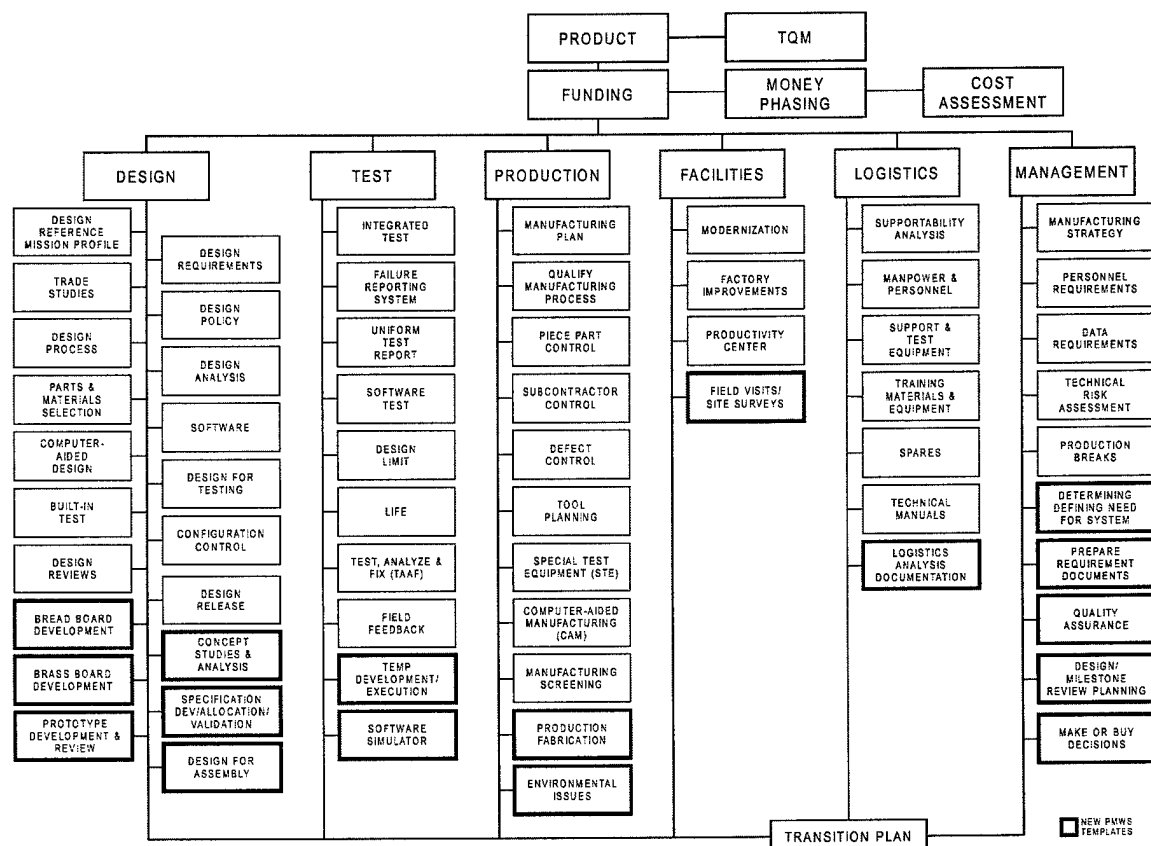 PRODUCT
TQM
FUNDING
MONEY
PHASING
COST
ASSESSMENT
DESIGN
TEST
PRODUCTION
FACILITIES
LOGISTICS
MANAGEMENT
DESIGN
REFERENCE
MISSION PROFILE
TRADE
STUDIES
DESIGN
PROCESS
PARTS &
MATERIALS
SELECTION
COMPUTER-
AIDED
DESIGN
BUILT-IN
TEST
DESIGN
REVIEWS
BREAD BOARD
DEVELOPMENT
BRASS BOARD
DEVELOPMENT
PROTOTYPE
DEVELOPMENT &
REVIEW
DESIGN
REQUIREMENTS
DESIGN
POLICY
DESIGN
ANALYSIS
SOFTWARE
DESIGN FOR
TESTING
CONFIGURATION
CONTROL
DESIGN
RELEASE
CONCEPT
STUDIES &
ANALYSIS
SPECIFICATION
DEV/ALLOCATION/
VALIDATION
DESIGN FOR
ASSEMBLY
INTEGRATED
TEST
FAILURE
REPORTING
SYSTEM
UNIFORM
TEST
REPORT
SOFTWARE
TEST
DESIGN
LIMIT
LIFE
TEST, ANALYZE &
FIX (TAAF)
FIELD
FEEDBACK
TEMP
DEVELOPMENT/
EXECUTION
SOFTWARE
SIMULATOR
MANUFACTURING
PLAN
QUALIFY
MANUFACTURING
PROCESS
PIECE PART
CONTROL
SUBCONTRACTOR
CONTROL
DEFECT
CONTROL
TOOL
PLANNING
SPECIAL TEST
EQUIPMENT (STE)
COMPUTER-AIDED
MANUFACTURING
(CAM)
MANUFACTURING
SCREENING
PRODUCTION
FABRICATION
ENVIRONMENTAL
ISSUES
MODERNIZATION
FACTORY
IMPROVEMENTS
PRODUCTIVITY
CENTER
FIELD VISITS/
SITE SURVEYS
SUPPORTABILITY
ANALYSIS
MANPOWER &
PERSONNEL
SUPPORT &
TEST
EQUIPMENT
TRAINING
MATERIALS &
EQUIPMENT
SPARES
TECHNICAL
MANUALS
LOGISTICS
ANALYSIS
DOCUMENTATION
MANUFACTURING
STRATEGY
PERSONNEL
REQUIREMENTS
DATA
REQUIREMENTS
TECHNICAL
RISK
ASSESSMENT
PRODUCTION
BREAKS
DETERMINING
DEFINING NEED
FOR SYSTEM
PREPARE
REQUIREMENT
DOCUMENTS
QUALITY
ASSURANCE
DESIGN/
MILESTONE
REVIEW PLANNING
MAKE OR BUY
DECISIONS
TRANSITION PLAN
NEW PMWS
TEMPLATES